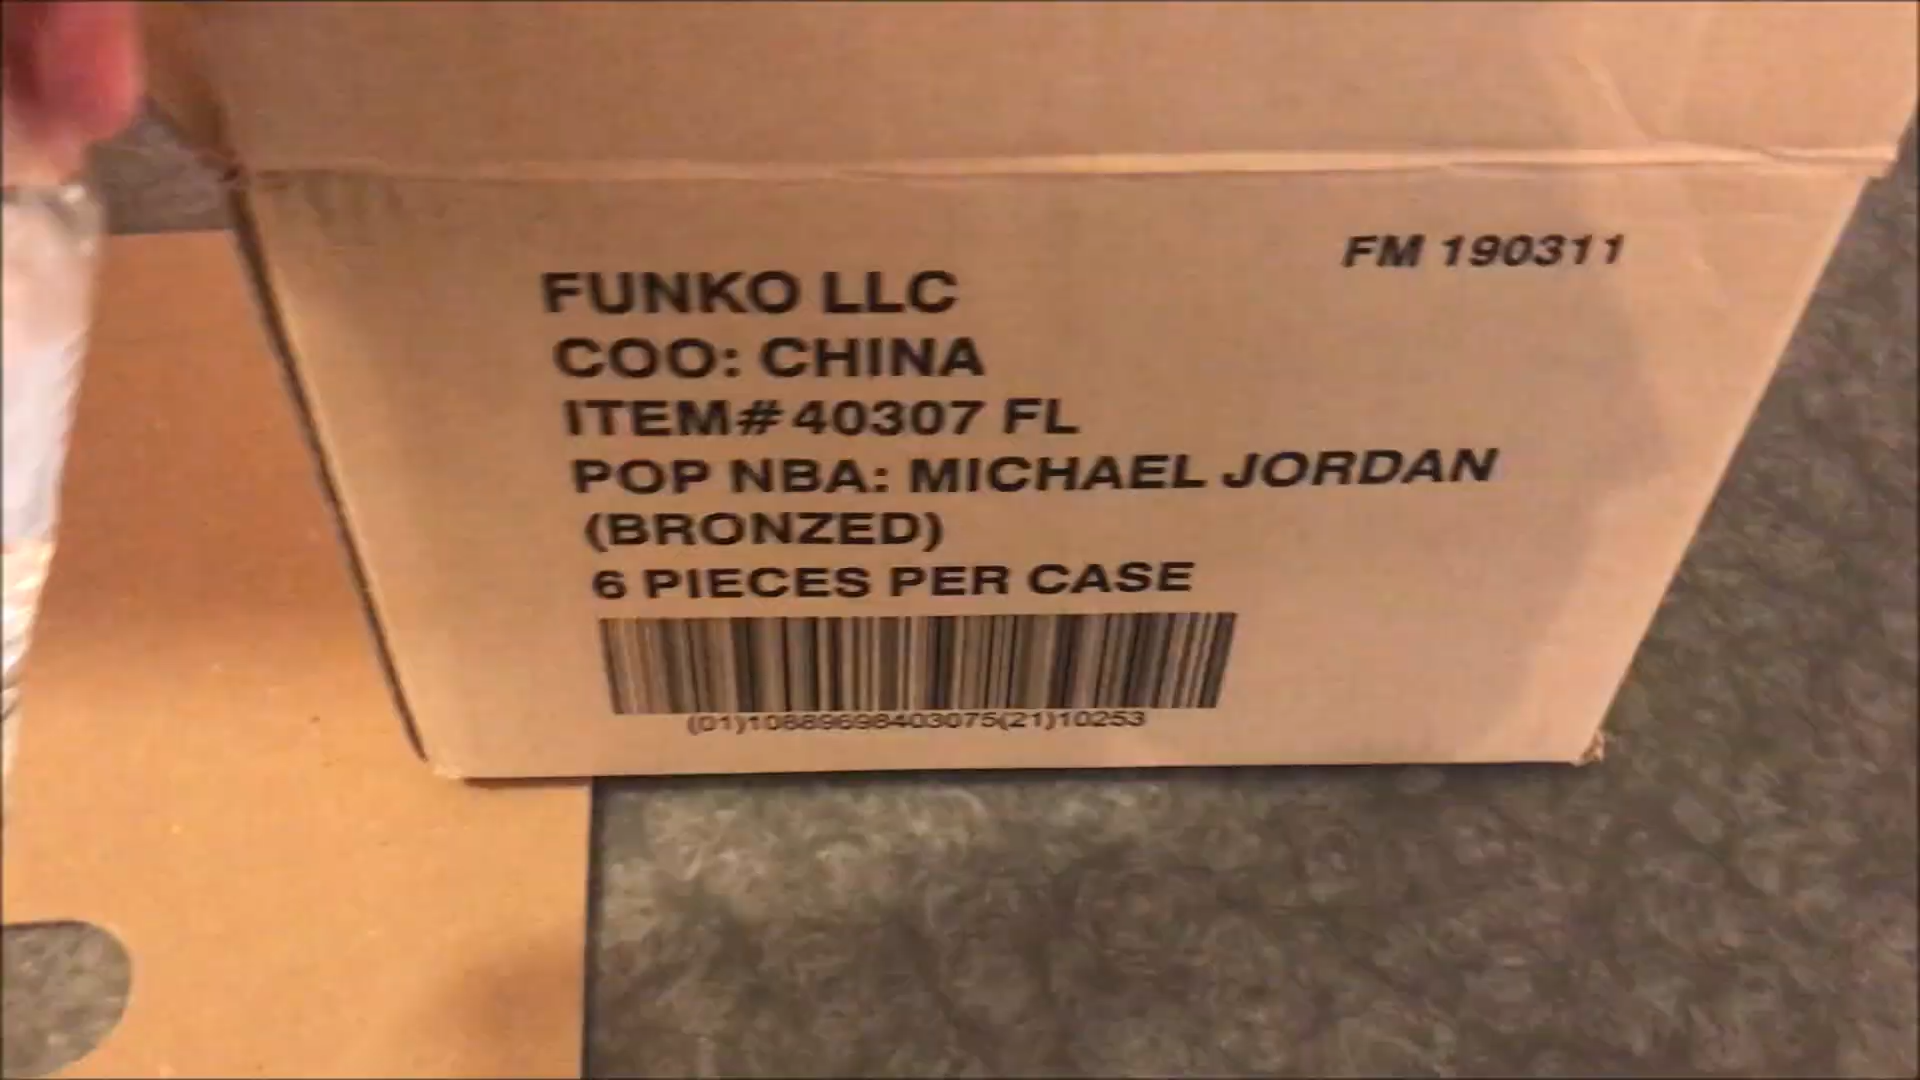 FM 190311
FUNKO LLC
COO: CHINA
ITEM#40307 FL
POP NBA: MICHAEL JORDAN
(BRONZED)
6 PIECES PER CASE
(01)10889698403075(21)10253